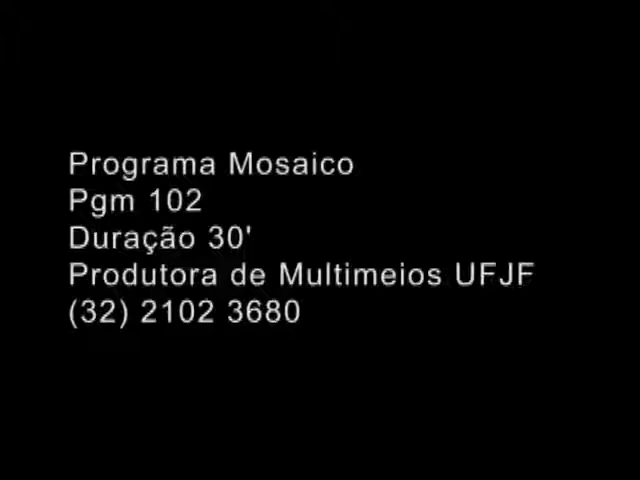 Programa Mosaico
Pgm 102
Duração 30'
Produtora de Multimeios UFJF
(32) 2102 3680